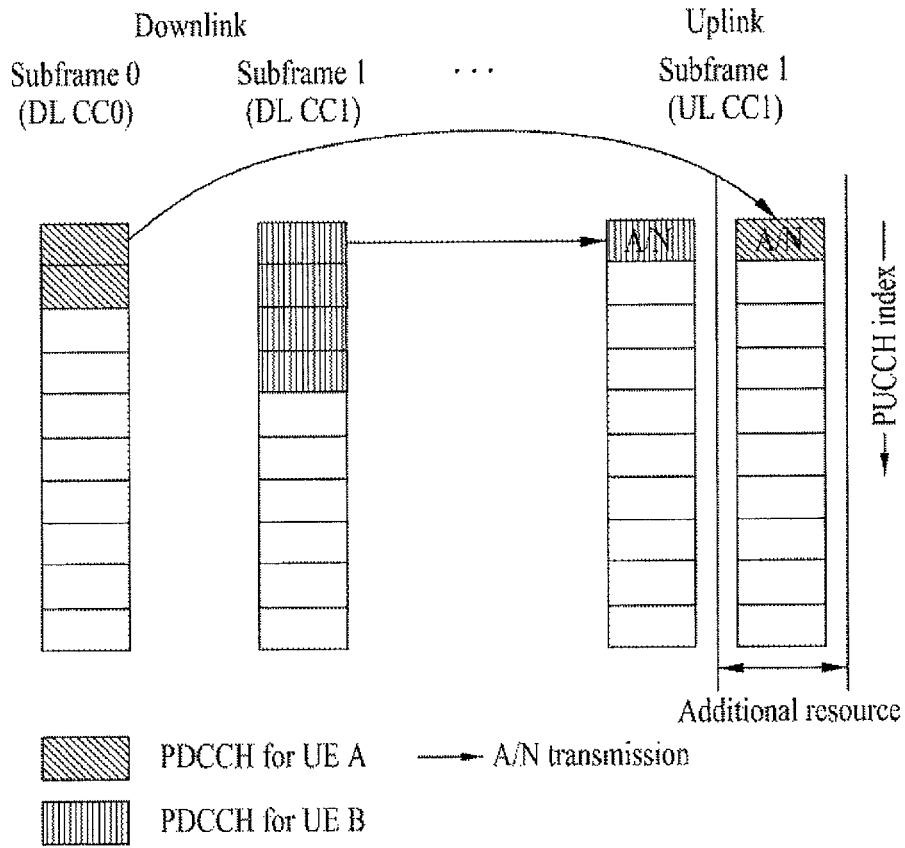 Downlink
Uplink
Subframe 0
(DL CC0)
Subframe 1
(DL CC1)
· · ·
Subframe 1
(UL CC1)
A/N
A/N
PUCCH index
Additional resource
PDCCH for UE A
A/N transmission
PDCCH for UE B